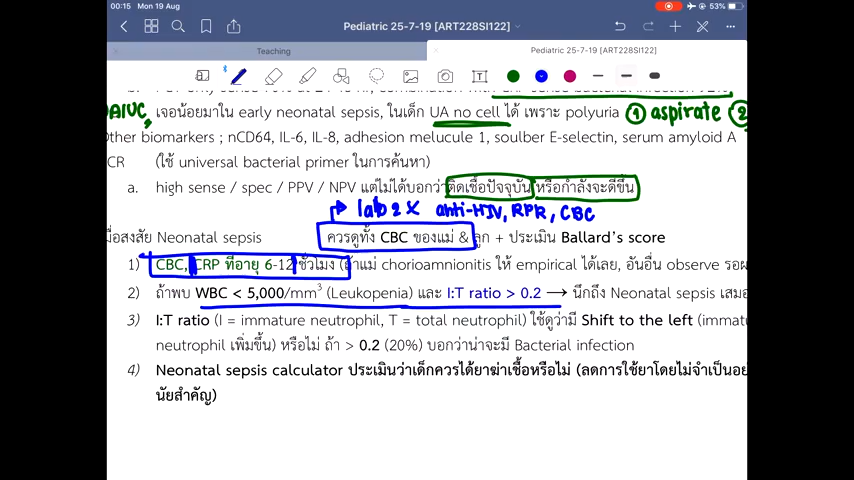 00:15 Mon 19 Aug
53%
Pediatric 25-7-19 [ART228SI122]
Teaching
Pediatric 25-7-19 [ART228SI122]
เจอน้อยมาใน early neonatal sepsis, ในเด็ก UA no cell ได้ เพราะ polyuria ① aspirate ②
other biomarkers ; nCD64, IL-6, IL-8, adhesion melucule 1, soulber E-selectin, serum amyloid A
CR (ใช้ universal bacterial primer ในการค้นหา)
a. high sense / spec / PPV / NPV แต่ไม่ได้บอกว่าติดเชื้อปัจจุบัน หรือกำลังจะดีขึ้น
lab 2 x anti-HIV, RPR, CBC
มื่อสงสัย Neonatal sepsis ควรดูทั้ง CBC ของแม่ & ลูก + ประเมิน Ballard's score
1) CBC, CRP ที่อายุ 6-12 ชั่วโมง (ถ้าแม่ chorioamnionitis ให้ empirical ได้เลย, อันอื่น observe รอผ
2) ถ้าพบ WBC < 5,000/mm³ (Leukopenia) และ I:T ratio > 0.2 → นึกถึง Neonatal sepsis เสมอ
3) I:T ratio (I = immature neutrophil, T = total neutrophil) ใช้ดูว่ามี Shift to the left (immatu
neutrophil เพิ่มขึ้น) หรือไม่ ถ้า > 0.2 (20%) บอกว่าน่าจะมี Bacterial infection
4) Neonatal sepsis calculator ประเมินว่าเด็กควรได้ยาฆ่าเชื้อหรือไม่ (ลดการใช้ยาโดยไม่จำเป็นอย่
นัยสำคัญ)